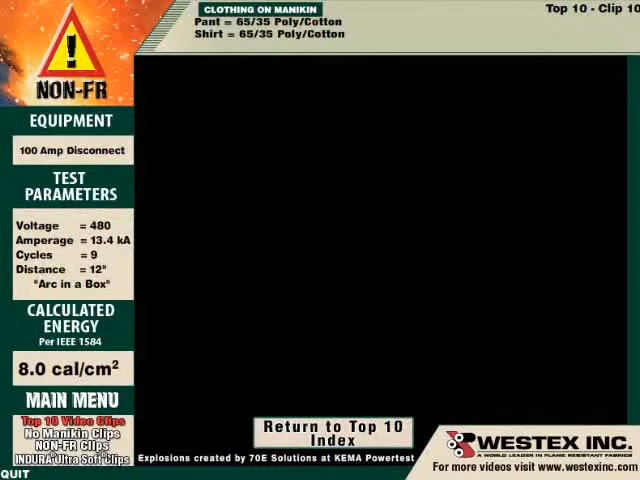 CLOTHING ON MANIKIN
Pant = 65/35 Poly/Cotton
Shirt = 65/35 Poly/Cotton
Top 10 - Clip 10
!
NON-FR
EQUIPMENT
100 Amp Disconnect
TEST
PARAMETERS
Voltage = 480
Amperage = 13.4 kA
Cycles = 9
Distance = 12"
"Arc in a Box"
CALCULATED
ENERGY
Per IEEE 1584
8.0 cal/cm²
MAIN MENU
Top 10 Video Clips
No Manikin Clips
NON-FR Clips
INDURA® Ultra Soft® Clips
QUIT
Return to Top 10
Index
Explosions created by 70E Solutions at KEMA Powertest
WESTEX INC.
A WORLD LEADER IN FLAME RESISTANT FABRICS
For more videos visit www.westexinc.com